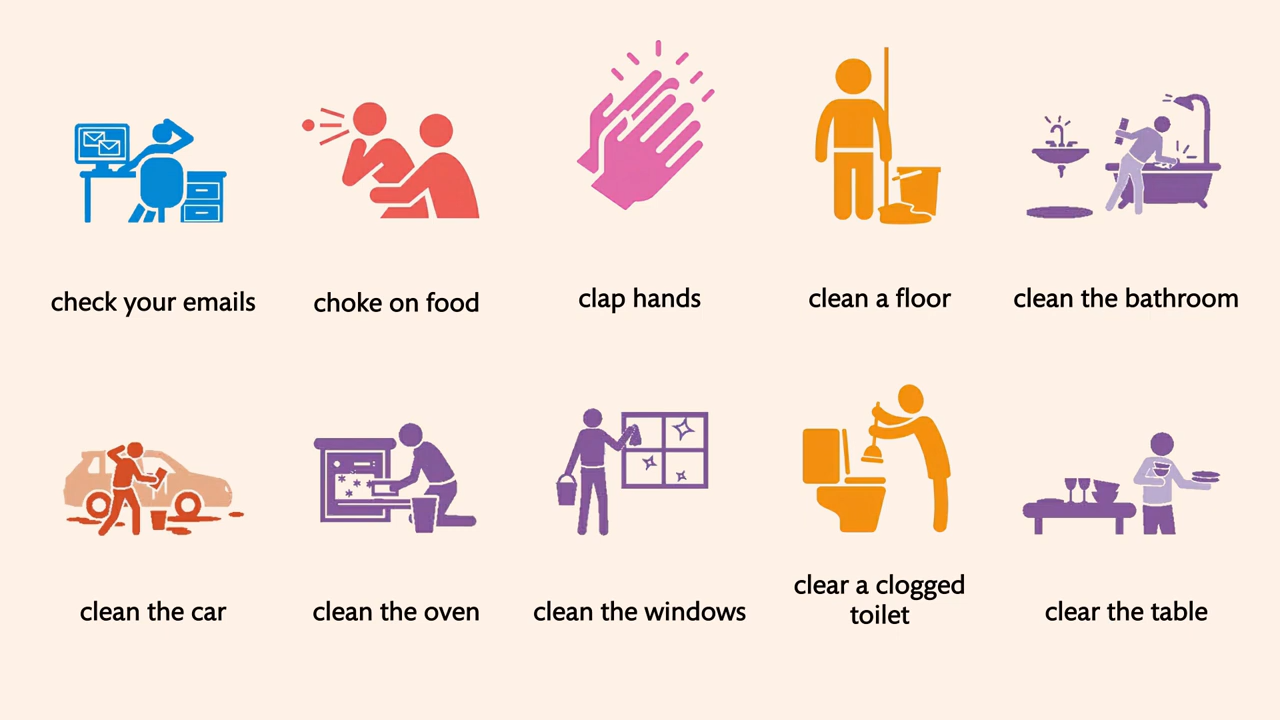 check your emails
choke on food
clap hands
clean a floor
clean the bathroom
clean the car
clean the oven
clean the windows
clear a clogged
toilet
clear the table